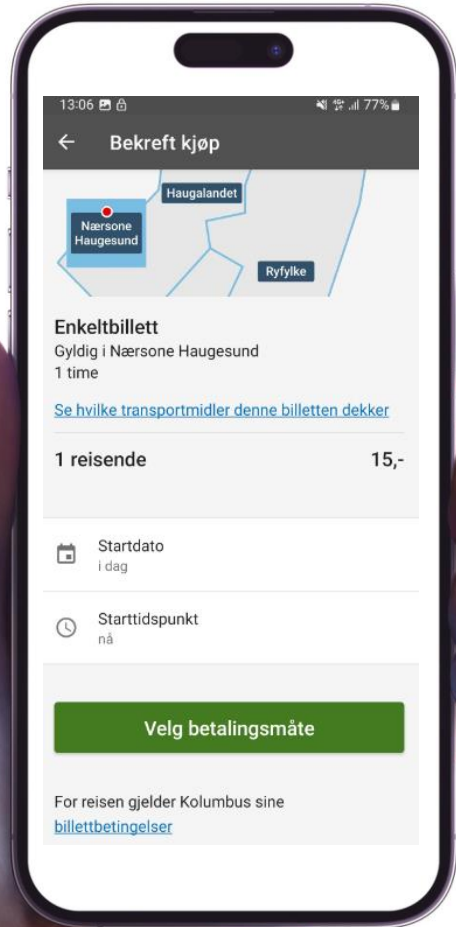 13:06 77%
Bekreft kjøp
Haugalandet
Nærsone
Haugesund
Ryfylke
Enkeltbillett
Gyldig i Nærsone Haugesund
1 time
Se hvilke transportmidler denne billetten dekker
1 reisende 15,-
Startdato
i dag
Starttidspunkt
nå
Velg betalingsmåte
For reisen gjelder Kolumbus sine
billettbetingelser